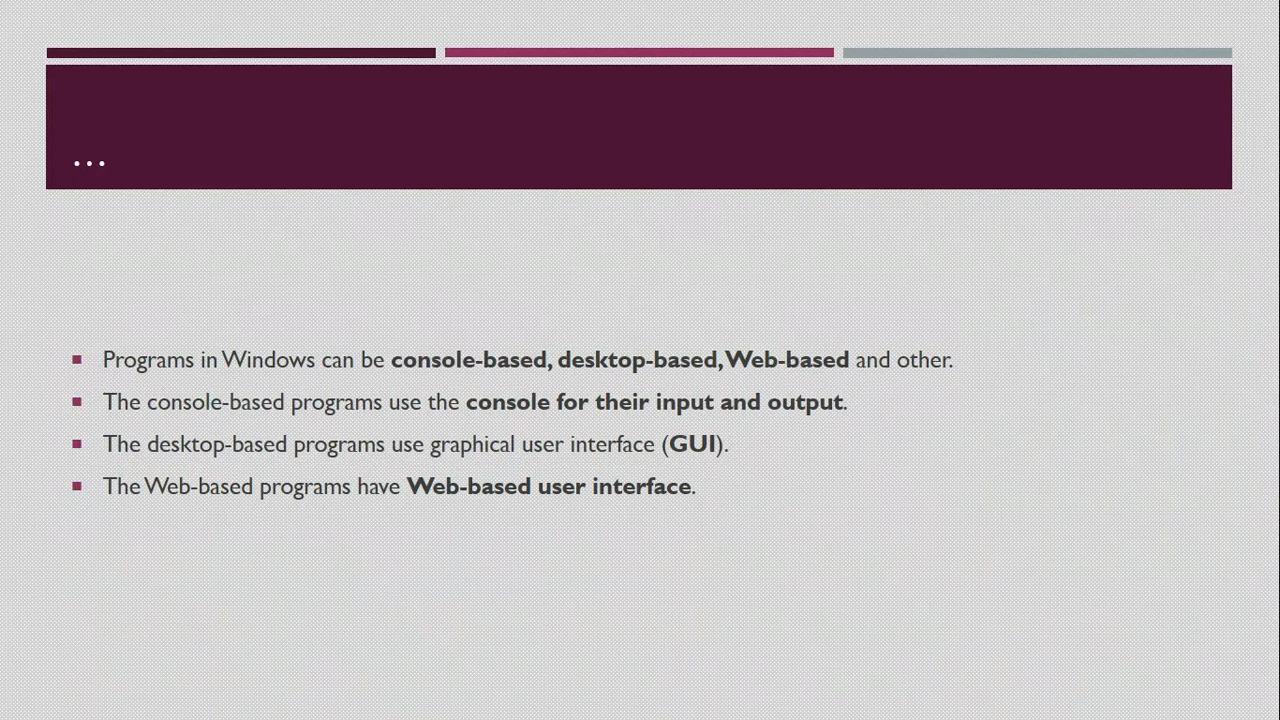 ...
Programs in Windows can be console-based, desktop-based, Web-based and other.
The console-based programs use the console for their input and output.
The desktop-based programs use graphical user interface (GUI).
The Web-based programs have Web-based user interface.